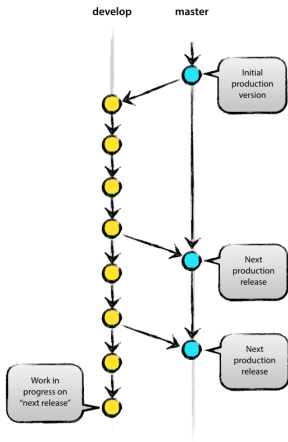 develop
master
Initial
production
version
Next
production
release
Next
production
release
Work in
progress on
“next release”